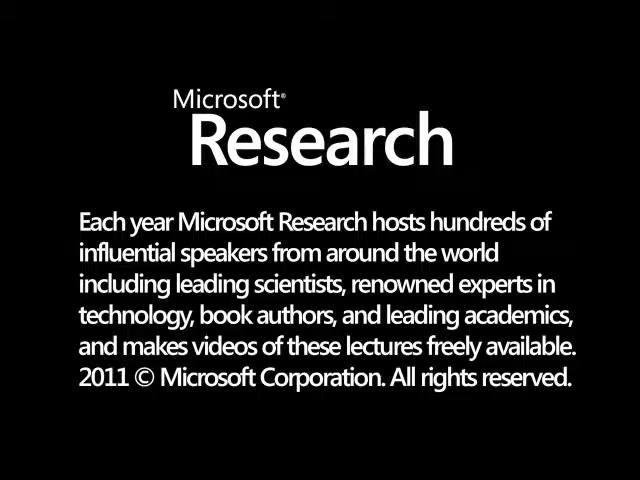 Microsoft®
Research
Each year Microsoft Research hosts hundreds of
influential speakers from around the world
including leading scientists, renowned experts in
technology, book authors, and leading academics,
and makes videos of these lectures freely available.
2011 © Microsoft Corporation. All rights reserved.